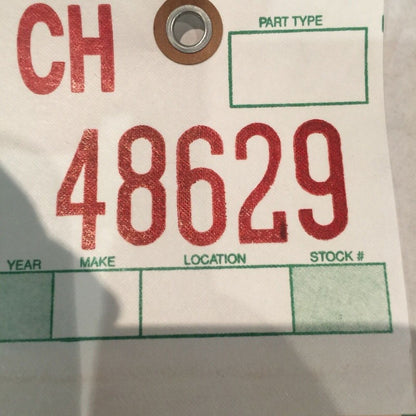 CH
PART TYPE
48629
YEAR MAKE LOCATION STOCK #